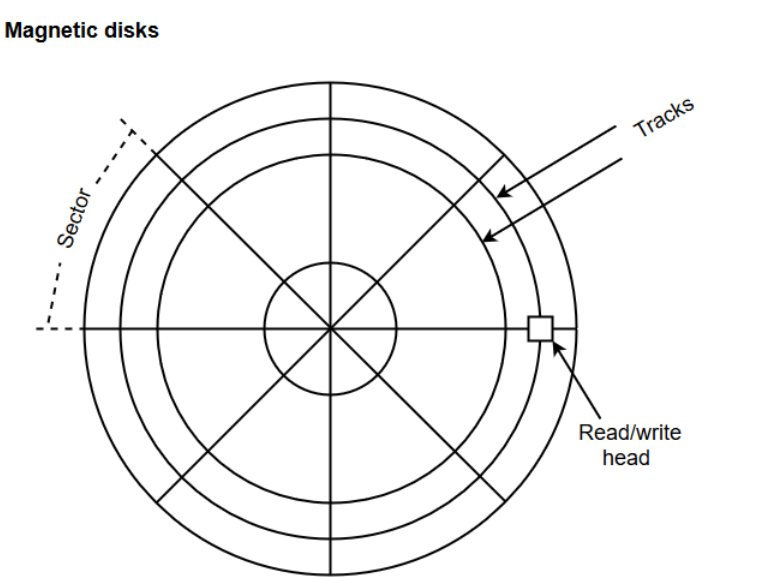 Magnetic disks
Tracks
Sector
Read/write
head